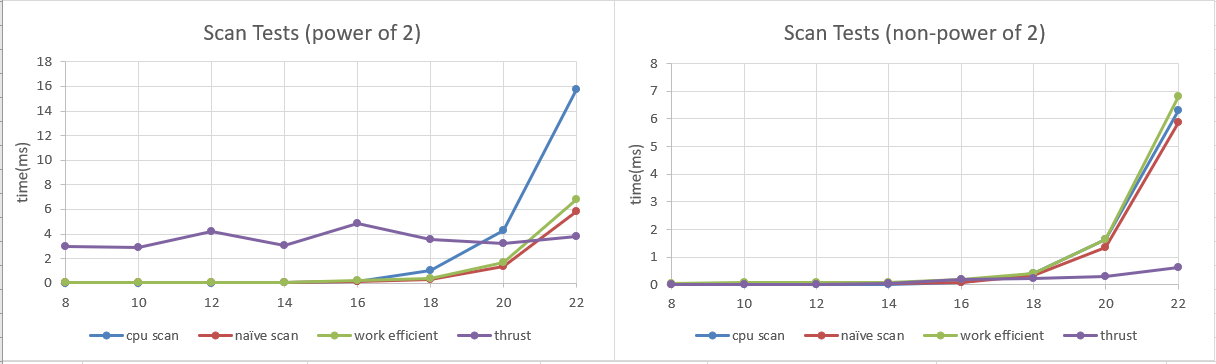 Scan Tests (power of 2)
time(ms)
18
16
14
12
10
8
6
4
2
0
8 10 12 14 16 18 20 22
cpu scan naïve scan work efficient thrust
Scan Tests (non-power of 2)
time(ms)
8
7
6
5
4
3
2
1
0
8 10 12 14 16 18 20 22
cpu scan naïve scan work efficient thrust